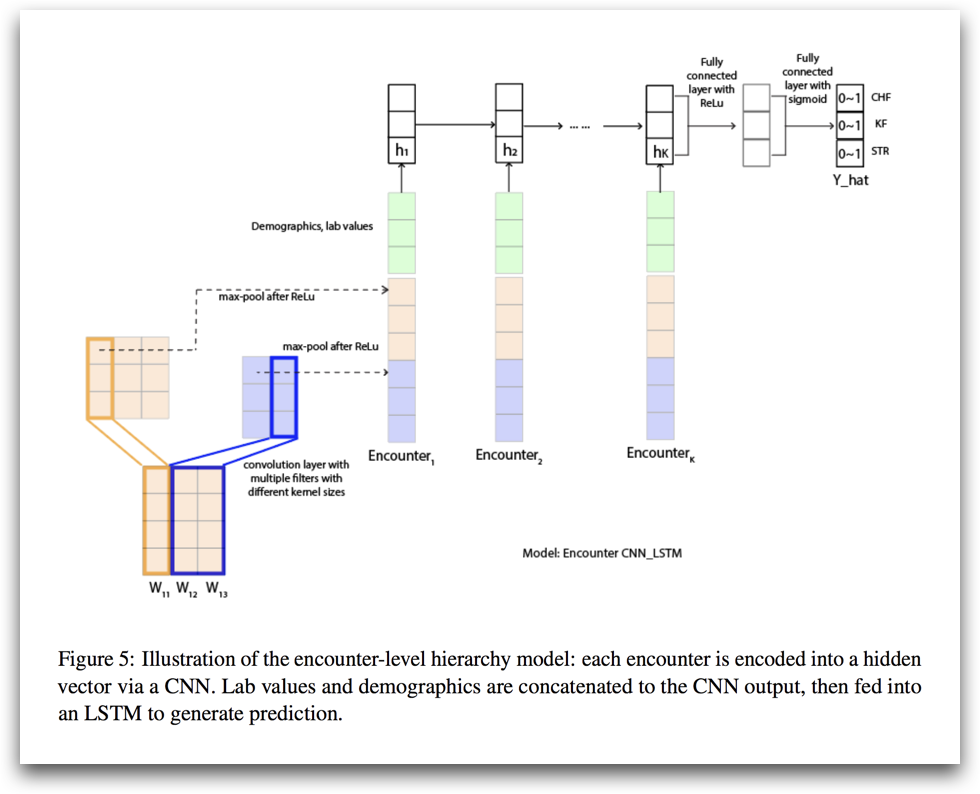 Fully
connected
layer with
ReLu
Fully
connected
layer with
sigmoid
0~1 CHF
0~1 KF
0~1 STR
Y_hat
h₁
h₂
...... 
hK
Demographics, lab values
max-pool after ReLu
max-pool after ReLu
Encounter₁
Encounter₂
EncounterK
convolution layer with
multiple filters with
different kernel sizes
Model: Encounter CNN_LSTM
W₁₁ W₁₂ W₁₃
Figure 5: Illustration of the encounter-level hierarchy model: each encounter is encoded into a hidden
vector via a CNN. Lab values and demographics are concatenated to the CNN output, then fed into
an LSTM to generate prediction.